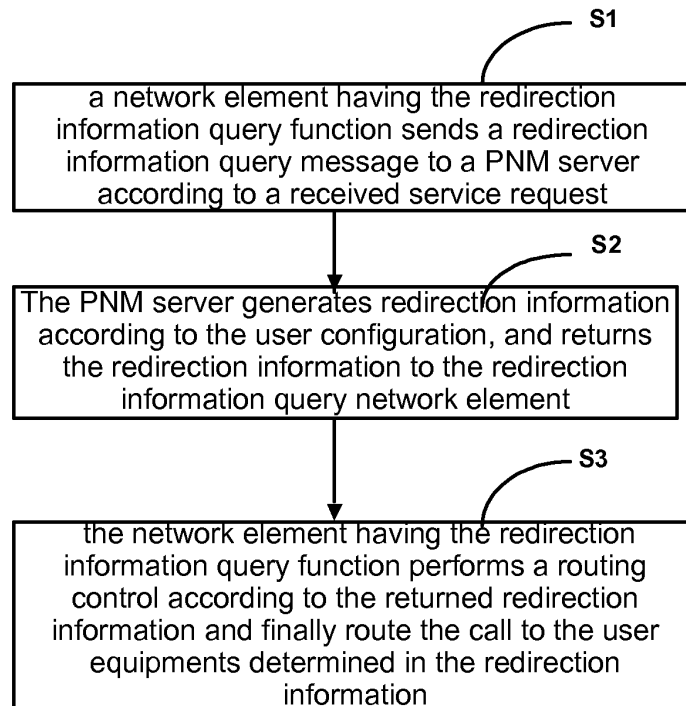 S1
a network element having the redirection
information query function sends a redirection
information query message to a PNM server
according to a received service request
S2
The PNM server generates redirection information
according to the user configuration, and returns
the redirection information to the redirection
information query network element
S3
the network element having the redirection
information query function performs a routing
control according to the returned redirection
information and finally route the call to the user
equipments determined in the redirection
information